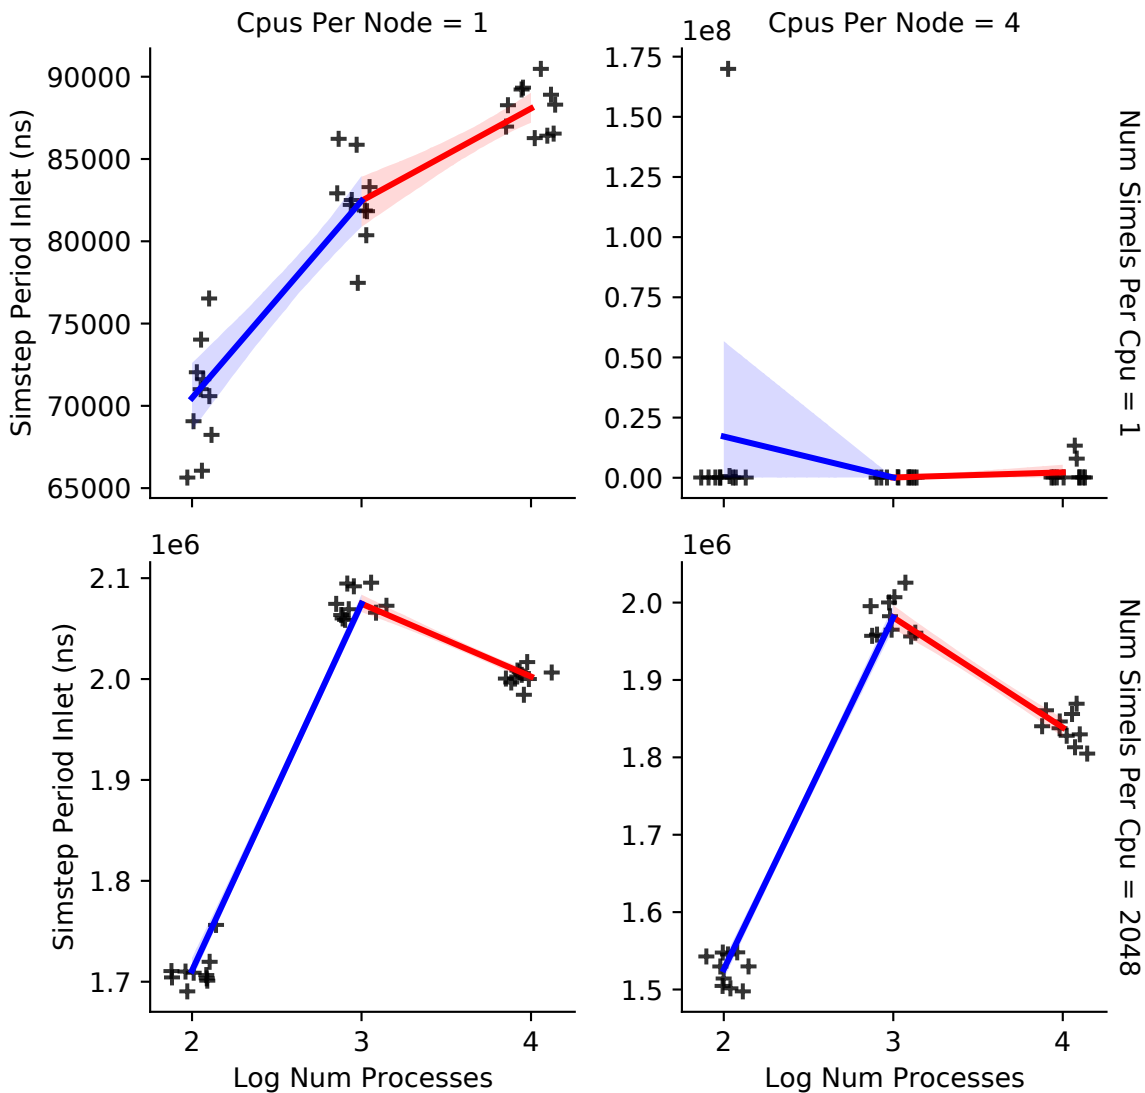 Cpus Per Node = 1
Cpus Per Node = 4
1e8
Simstep Period Inlet (ns)
90000
85000
80000
75000
70000
65000
1.75
1.50
1.25
1.00
0.75
0.50
0.25
0.00
Num Simels Per Cpu = 1
1e6
Simstep Period Inlet (ns)
2.1
2.0
1.9
1.8
1.7
2
3
4
Log Num Processes
1e6
2.0
1.9
1.8
1.7
1.6
1.5
2
3
4
Log Num Processes
Num Simels Per Cpu = 2048